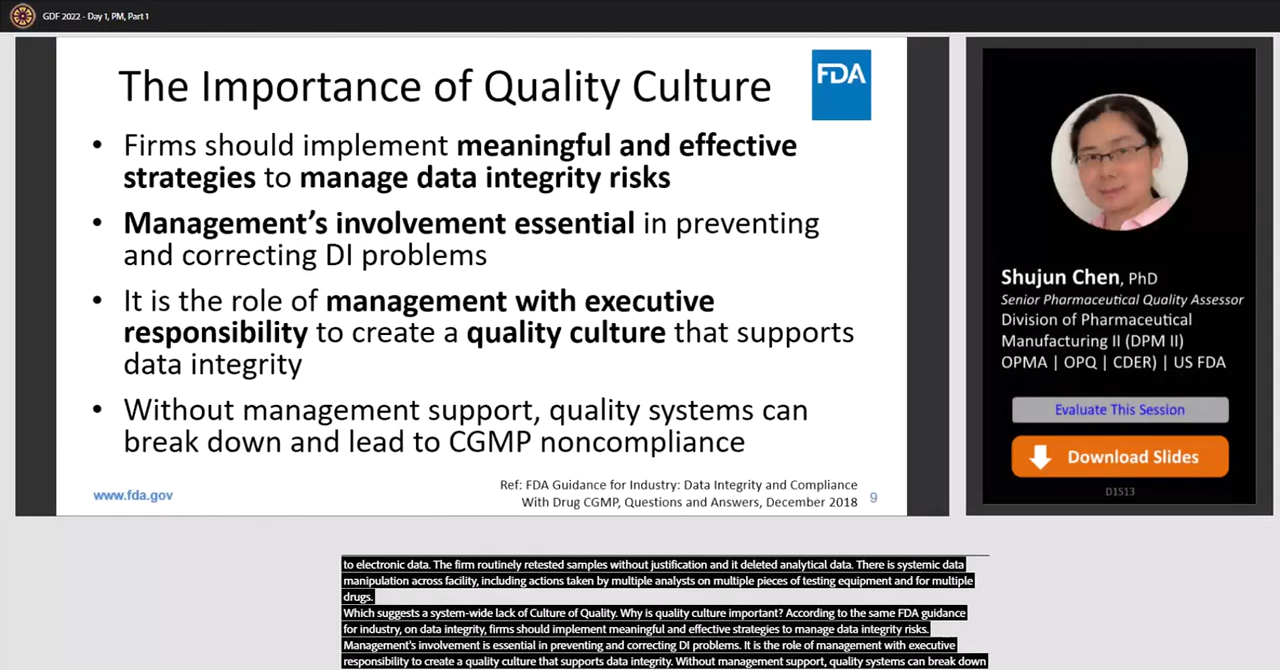 GDF 2022 - Day 1, PM, Part 1
The Importance of Quality Culture
FDA
• Firms should implement meaningful and effective
strategies to manage data integrity risks
• Management’s involvement essential in preventing
and correcting DI problems
• It is the role of management with executive
responsibility to create a quality culture that supports
data integrity
• Without management support, quality systems can
break down and lead to CGMP noncompliance
www.fda.gov
Ref: FDA Guidance for Industry: Data Integrity and Compliance
With Drug CGMP, Questions and Answers, December 2018
9
Shujun Chen, PhD
Senior Pharmaceutical Quality Assessor
Division of Pharmaceutical
Manufacturing II (DPM II)
OPMA | OPQ | CDER) | US FDA
Evaluate This Session
Download Slides
D1S13
to electronic data. The firm routinely retested samples without justification and it deleted analytical data. There is systemic data
manipulation across facility, including actions taken by multiple analysts on multiple pieces of testing equipment and for multiple
drugs.
Which suggests a system-wide lack of Culture of Quality. Why is quality culture important? According to the same FDA guidance
for industry, on data integrity, firms should implement meaningful and effective strategies to manage data integrity risks.
Management's involvement is essential in preventing and correcting DI problems. It is the role of management with executive
responsibility to create a quality culture that supports data integrity. Without management support, quality systems can break down